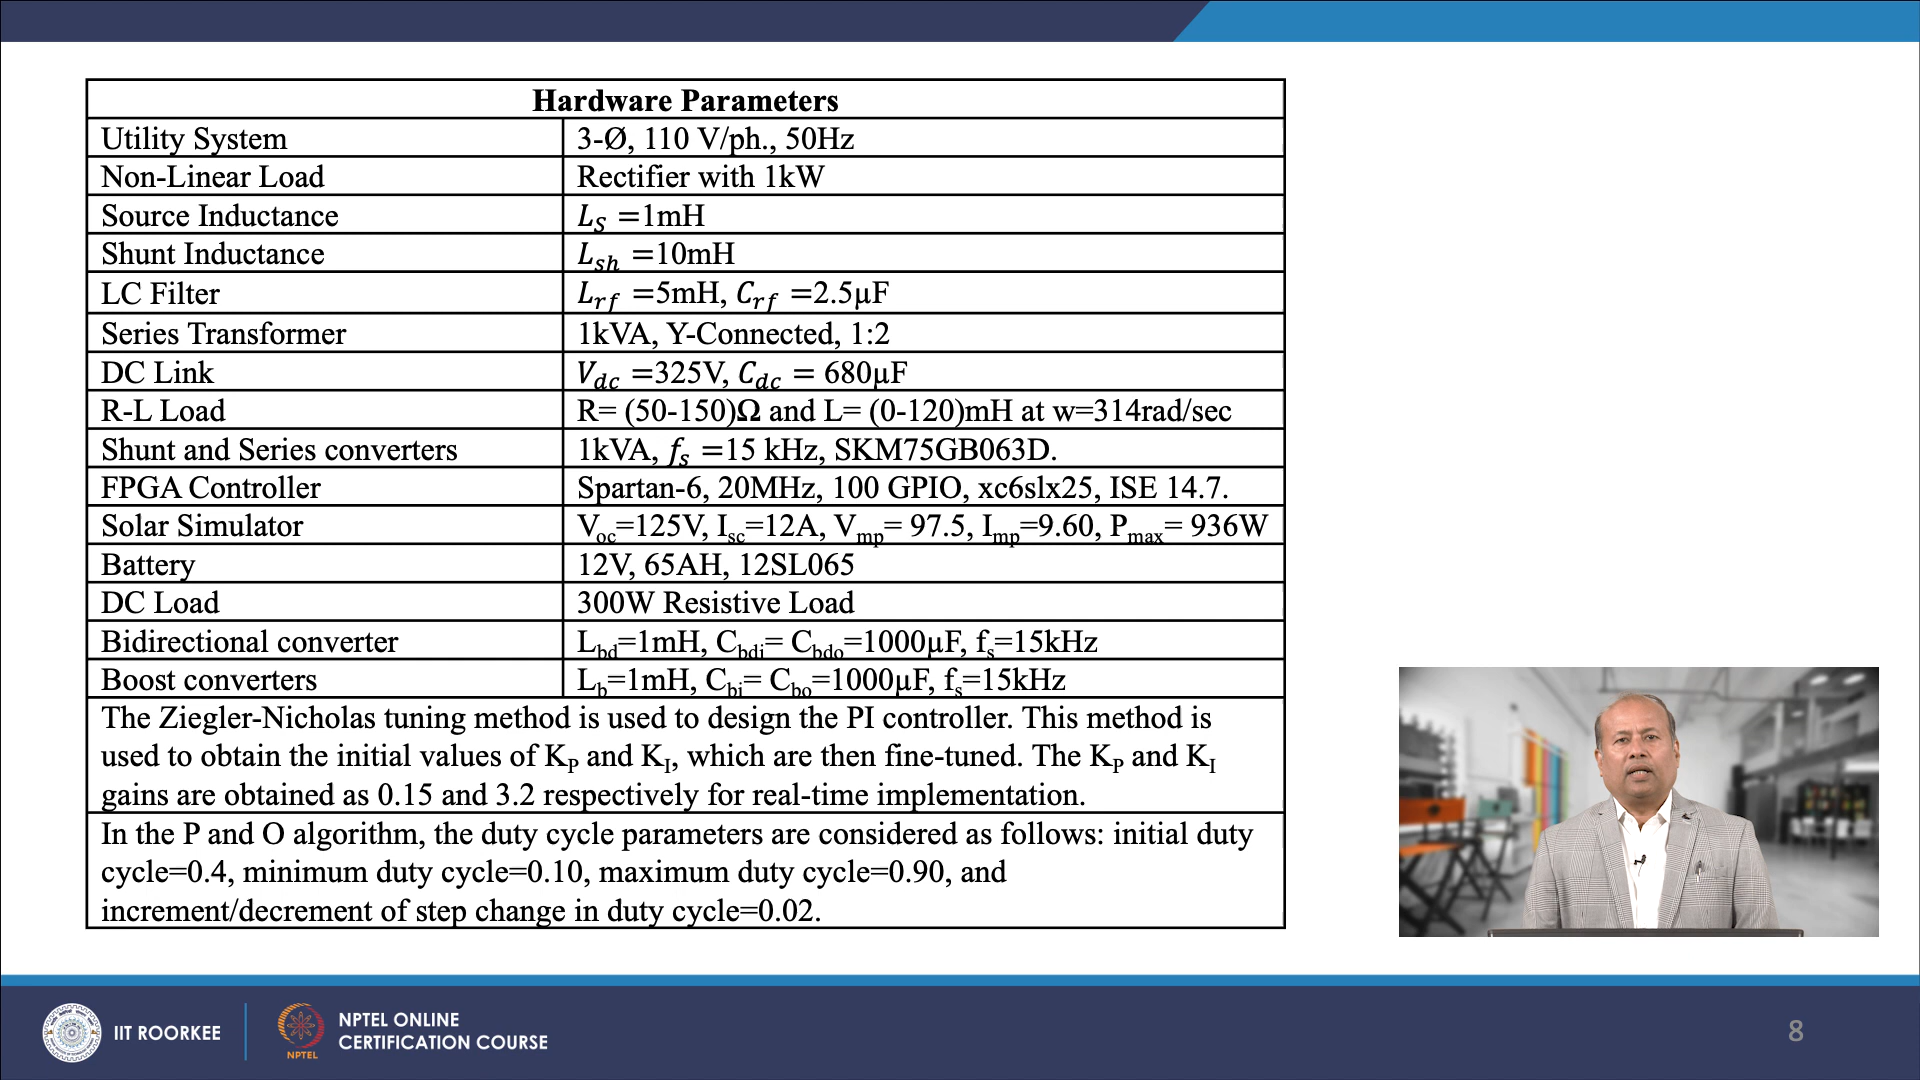 Hardware Parameters
Utility System 3-Ø, 110 V/ph., 50Hz
Non-Linear Load Rectifier with 1kW
Source Inductance L_S =1mH
Shunt Inductance L_sh =10mH
LC Filter L_rf =5mH, C_rf =2.5μF
Series Transformer 1kVA, Y-Connected, 1:2
DC Link V_dc =325V, C_dc = 680μF
R-L Load R= (50-150)Ω and L= (0-120)mH at w=314rad/sec
Shunt and Series converters 1kVA, f_s =15 kHz, SKM75GB063D.
FPGA Controller Spartan-6, 20MHz, 100 GPIO, xc6slx25, ISE 14.7.
Solar Simulator V_oc=125V, I_sc=12A, V_mp= 97.5, I_mp=9.60, P_max= 936W
Battery 12V, 65AH, 12SL065
DC Load 300W Resistive Load
Bidirectional converter L_bd=1mH, C_bdi= C_bdo=1000μF, f_s=15kHz
Boost converters L_b=1mH, C_bi= C_bo=1000μF, f_s=15kHz
The Ziegler-Nicholas tuning method is used to design the PI controller. This method is
used to obtain the initial values of K_P and K_I, which are then fine-tuned. The K_P and K_I
gains are obtained as 0.15 and 3.2 respectively for real-time implementation.
In the P and O algorithm, the duty cycle parameters are considered as follows: initial duty
cycle=0.4, minimum duty cycle=0.10, maximum duty cycle=0.90, and
increment/decrement of step change in duty cycle=0.02.
IIT ROORKEE
NPTEL
NPTEL ONLINE
CERTIFICATION COURSE
8